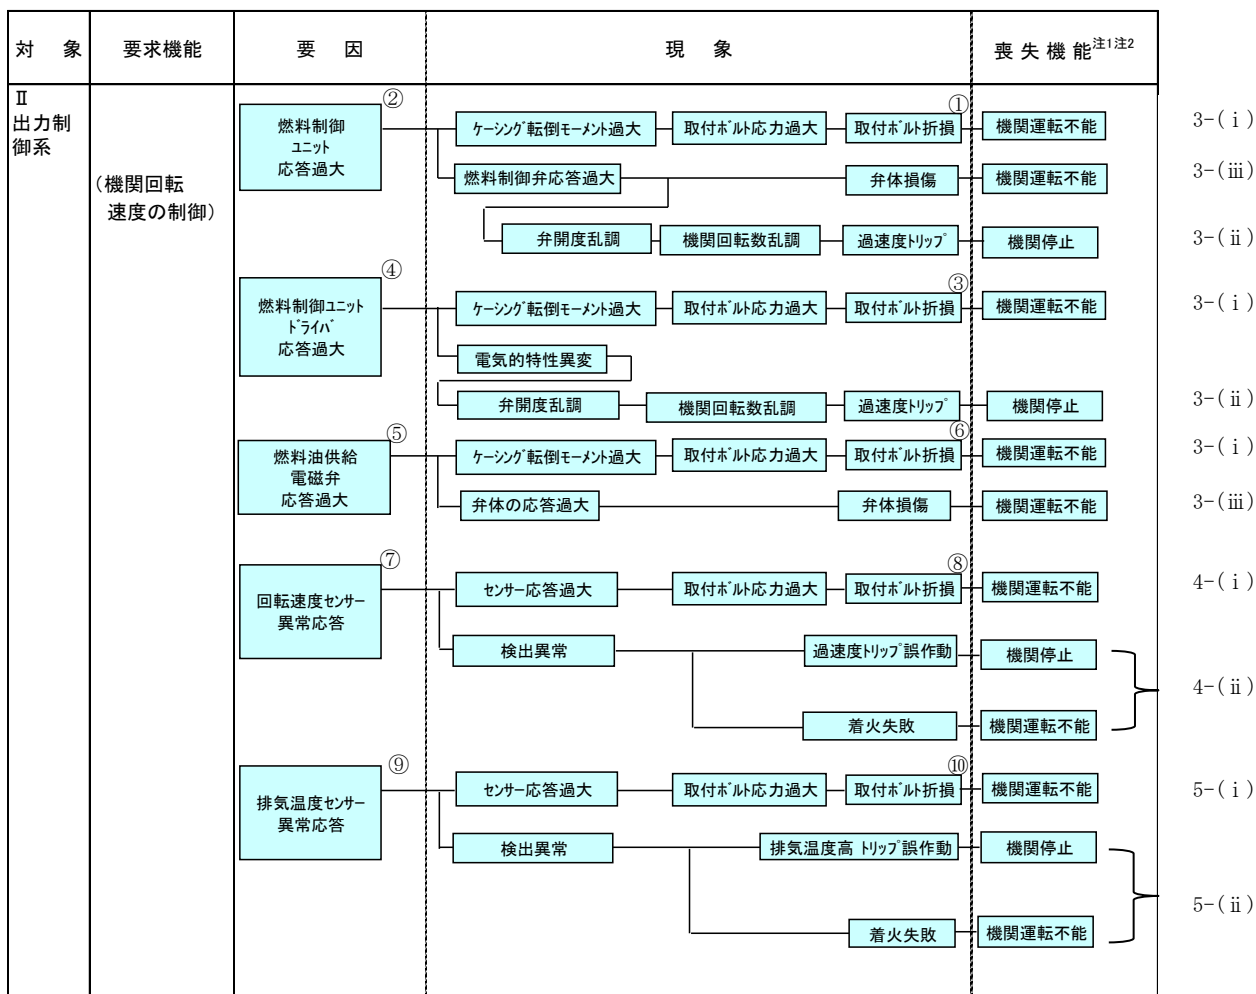 対　象
要求機能
要　因
現　象
喪失機能注1注2
Ⅱ
出力制
御系
（機関回転
速度の制御）
②
燃料制御
ユニット
応答過大
ケーシング転倒モーメント過大
取付ボルト応力過大
①
取付ボルト折損
機関運転不能
3-(ⅰ)
燃料制御弁応答過大
弁体損傷
機関運転不能
3-(ⅲ)
弁開度乱調
機関回転数乱調
過速度トリップ
機関停止
3-(ⅱ)
④
燃料制御ユニット
ドライバ
応答過大
ケーシング転倒モーメント過大
取付ボルト応力過大
③
取付ボルト折損
機関運転不能
3-(ⅰ)
電気的特性異変
弁開度乱調
機関回転数乱調
過速度トリップ
機関停止
3-(ⅱ)
⑤
燃料油供給
電磁弁
応答過大
ケーシング転倒モーメント過大
取付ボルト応力過大
⑥
取付ボルト折損
機関運転不能
3-(ⅰ)
弁体の応答過大
弁体損傷
機関運転不能
3-(ⅲ)
⑦
回転速度センサー
異常応答
センサー応答過大
取付ボルト応力過大
⑧
取付ボルト折損
機関運転不能
4-(ⅰ)
検出異常
過速度トリップ誤作動
機関停止
4-(ⅱ)
着火失敗
機関運転不能
⑨
排気温度センサー
異常応答
センサー応答過大
取付ボルト応力過大
⑩
取付ボルト折損
機関運転不能
5-(ⅰ)
検出異常
排気温度高 トリップ誤作動
機関停止
5-(ⅱ)
着火失敗
機関運転不能